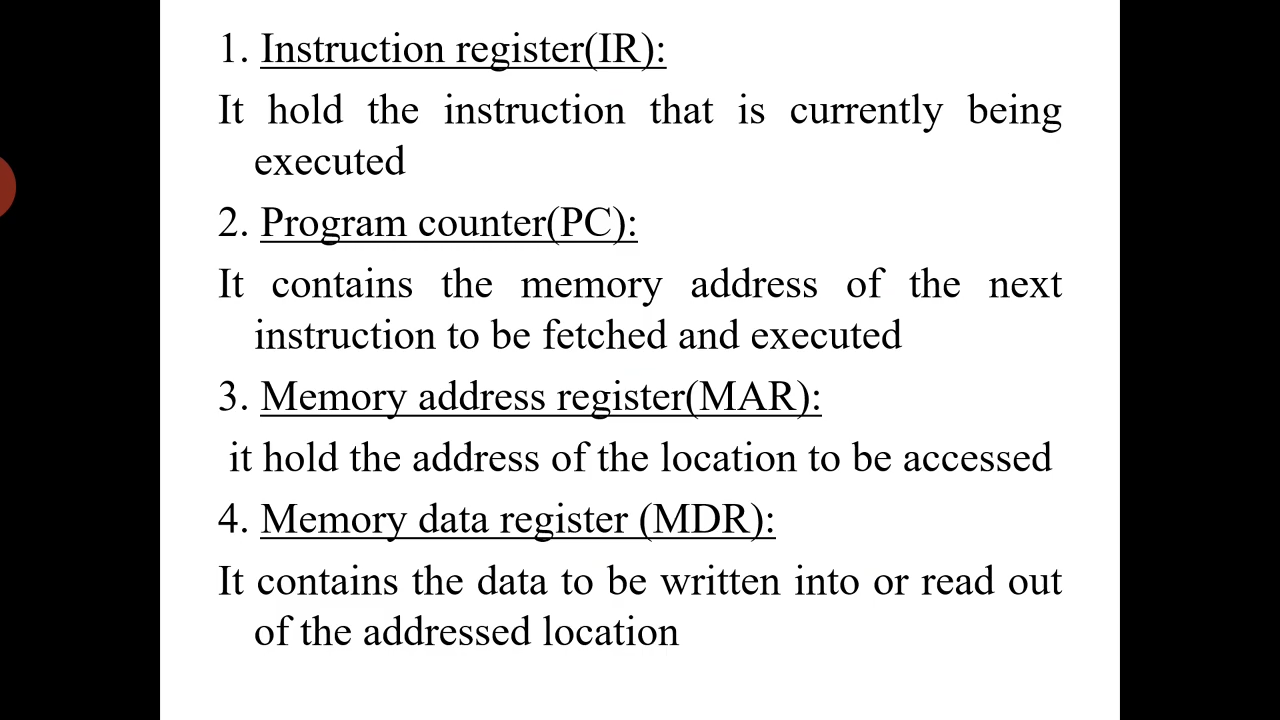 1. Instruction register(IR):
It hold the instruction that is currently being
executed
2. Program counter(PC):
It contains the memory address of the next
instruction to be fetched and executed
3. Memory address register(MAR):
it hold the address of the location to be accessed
4. Memory data register (MDR):
It contains the data to be written into or read out
of the addressed location